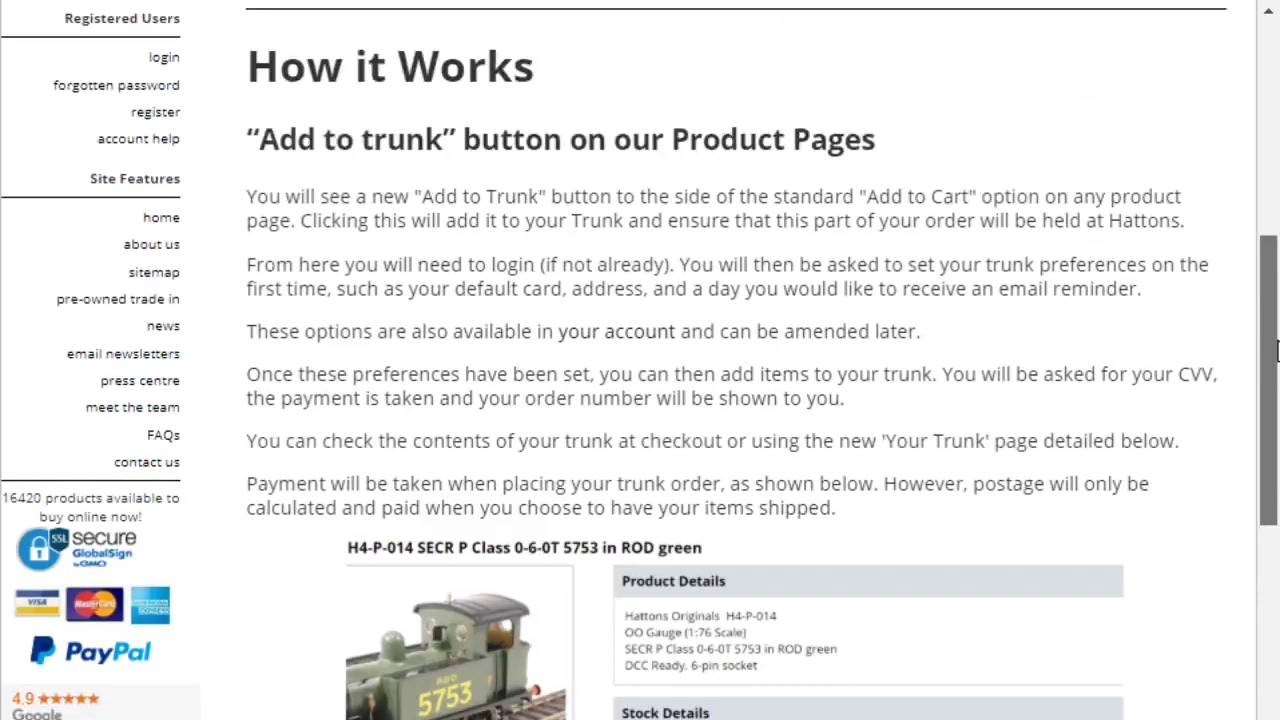 Registered Users
login
forgotten password
register
account help
Site Features
home
about us
sitemap
pre-owned trade in
news
email newsletters
press centre
meet the team
FAQs
contact us
16420 products available to
buy online now!
SSL secure
GlobalSign
by GMO
VISA MasterCard AMERICAN EXPRESS
PayPal
4.9 ★★★★★
Google
How it Works
“Add to trunk” button on our Product Pages
You will see a new "Add to Trunk" button to the side of the standard "Add to Cart" option on any product
page. Clicking this will add it to your Trunk and ensure that this part of your order will be held at Hattons.
From here you will need to login (if not already). You will then be asked to set your trunk preferences on the
first time, such as your default card, address, and a day you would like to receive an email reminder.
These options are also available in your account and can be amended later.
Once these preferences have been set, you can then add items to your trunk. You will be asked for your CVV,
the payment is taken and your order number will be shown to you.
You can check the contents of your trunk at checkout or using the new 'Your Trunk' page detailed below.
Payment will be taken when placing your trunk order, as shown below. However, postage will only be
calculated and paid when you choose to have your items shipped.
H4-P-014 SECR P Class 0-6-0T 5753 in ROD green
ROD
5753
Product Details
Hattons Originals H4-P-014
OO Gauge (1:76 Scale)
SECR P Class 0-6-0T 5753 in ROD green
DCC Ready. 6-pin socket
Stock Details